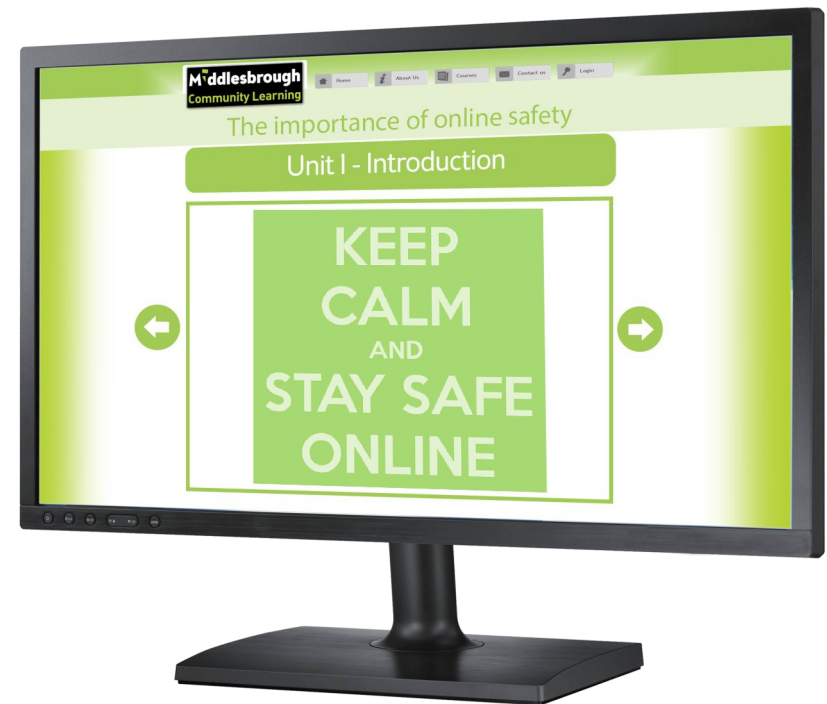 Middlesbrough
Community Learning
Home
About Us
Courses
Contact us
Login
The importance of online safety
Unit 1 - Introduction
KEEP
CALM
AND
STAY SAFE
ONLINE